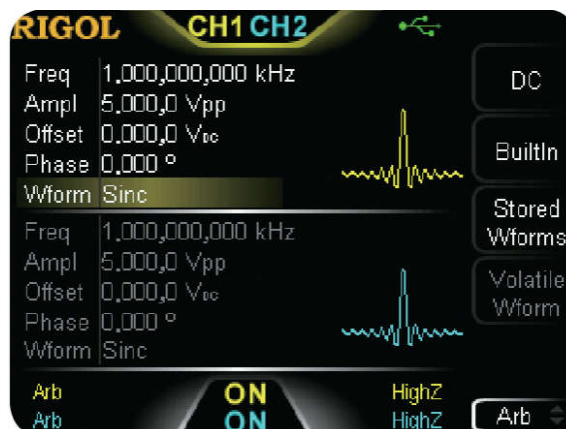 RIGOL CH1 CH2
Freq 1.000,000,000 kHz
Ampl 5.000,0 Vpp
Offset 0.000,0 VDC
Phase 0.000 °
Wform Sinc
Freq 1.000,000,000 kHz
Ampl 5.000,0 Vpp
Offset 0.000,0 VDC
Phase 0.000 °
Wform Sinc
Arb ON HighZ
Arb ON HighZ
DC
BuiltIn
Stored
Wforms
Volatile
Wform
Arb